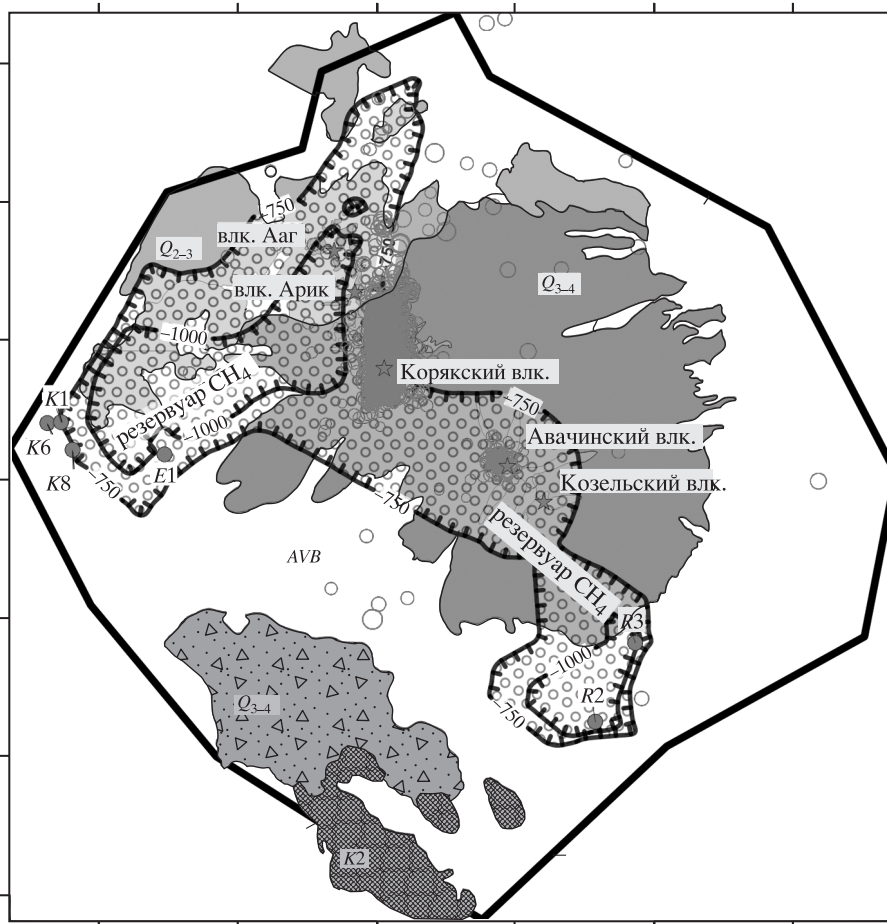 –750
влк. Ааг
Q2–3
–750
Q3–4
влк. Арик
–1000
Корякский влк.
K1
резервуар CH4
–750
K6
–1000
Авачинский влк.
K8
–750
E1
Козельский влк.
–750
резервуар CH4
AVB
R3
–1000
R2
Q3–4
–750
K2